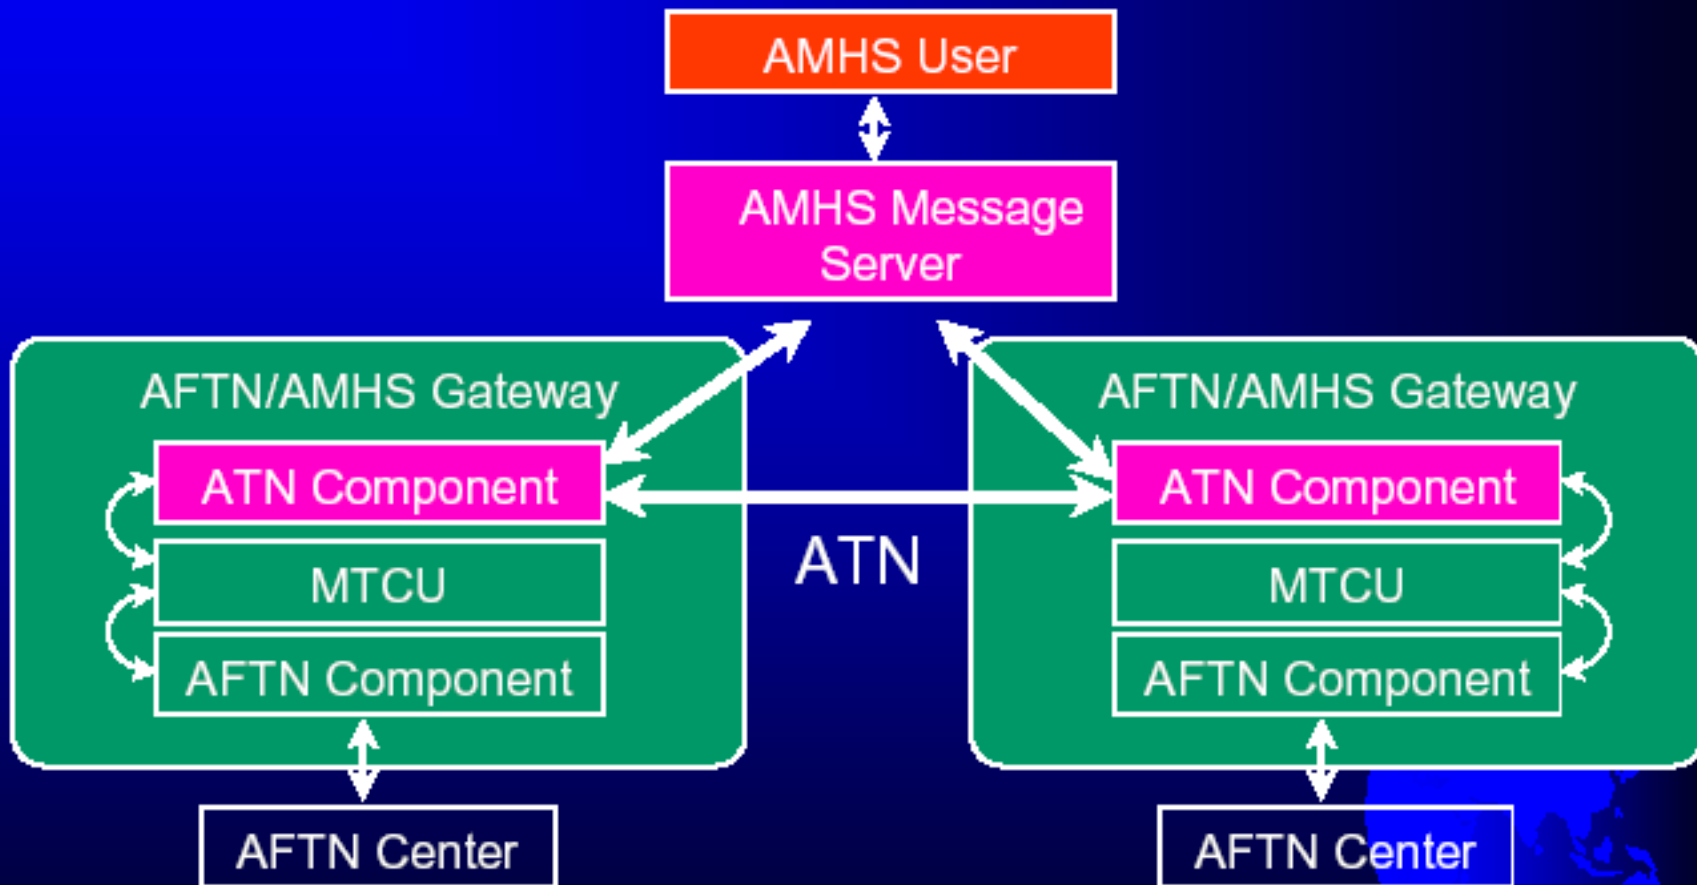 AMHS User
AMHS Message
Server
AFTN/AMHS Gateway
AFTN/AMHS Gateway
ATN Component
ATN Component
ATN
MTCU
MTCU
AFTN Component
AFTN Component
AFTN Center
AFTN Center